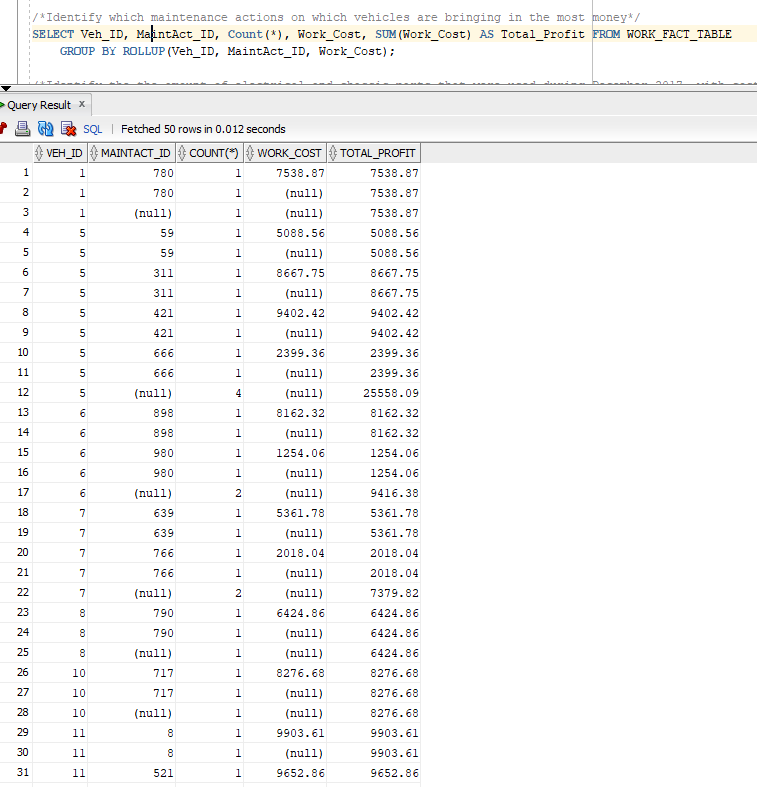 /*Identify which maintenance actions on which vehicles are bringing in the most money*/
SELECT Veh_ID, MaintAct_ID, Count(*), Work_Cost, SUM(Work_Cost) AS Total_Profit FROM WORK_FACT_TABLE
GROUP BY ROLLUP(Veh_ID, MaintAct_ID, Work_Cost);
Query Result x
SQL | Fetched 50 rows in 0.012 seconds
VEH_ID MAINTACT_ID COUNT(*) WORK_COST TOTAL_PROFIT
1 1 780 1 7538.87 7538.87
2 1 780 1 (null) 7538.87
3 1 (null) 1 (null) 7538.87
4 5 59 1 5088.56 5088.56
5 5 59 1 (null) 5088.56
6 5 311 1 8667.75 8667.75
7 5 311 1 (null) 8667.75
8 5 421 1 9402.42 9402.42
9 5 421 1 (null) 9402.42
10 5 666 1 2399.36 2399.36
11 5 666 1 (null) 2399.36
12 5 (null) 4 (null) 25558.09
13 6 898 1 8162.32 8162.32
14 6 898 1 (null) 8162.32
15 6 980 1 1254.06 1254.06
16 6 980 1 (null) 1254.06
17 6 (null) 2 (null) 9416.38
18 7 639 1 5361.78 5361.78
19 7 639 1 (null) 5361.78
20 7 766 1 2018.04 2018.04
21 7 766 1 (null) 2018.04
22 7 (null) 2 (null) 7379.82
23 8 790 1 6424.86 6424.86
24 8 790 1 (null) 6424.86
25 8 (null) 1 (null) 6424.86
26 10 717 1 8276.68 8276.68
27 10 717 1 (null) 8276.68
28 10 (null) 1 (null) 8276.68
29 11 8 1 9903.61 9903.61
30 11 8 1 (null) 9903.61
31 11 521 1 9652.86 9652.86